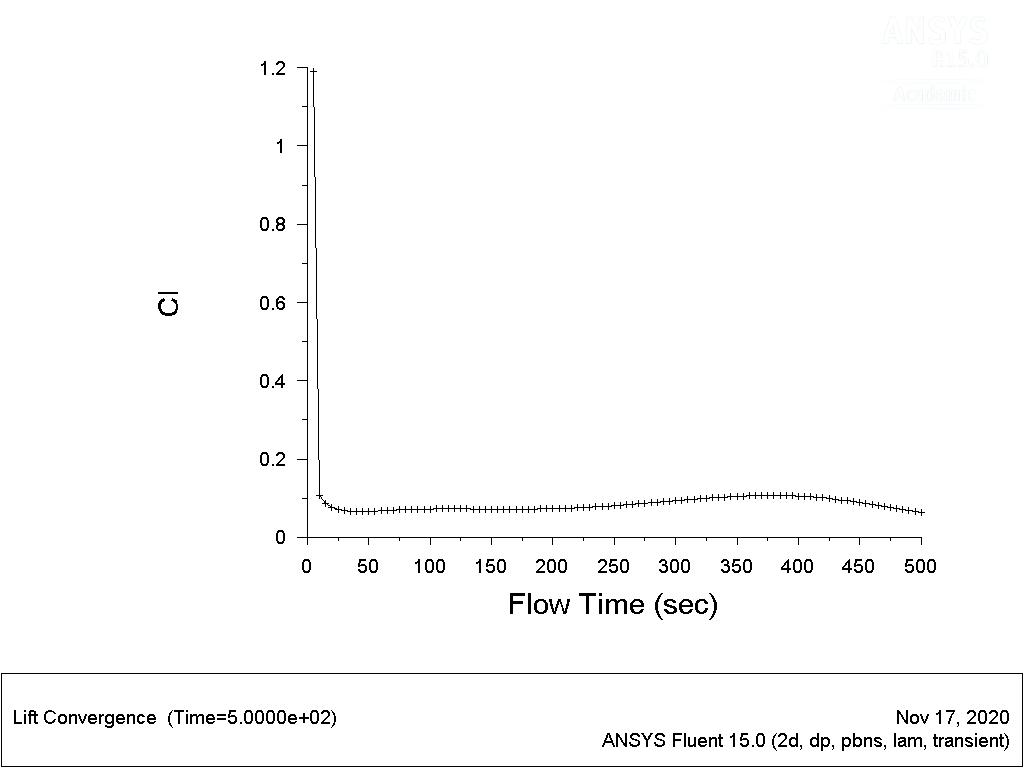 ANSYS
R15.0
Academic
1.2
1
0.8
0.6
0.4
0.2
0
Cl
0 50 100 150 200 250 300 350 400 450 500
Flow Time (sec)
Lift Convergence (Time=5.0000e+02)
Nov 17, 2020
ANSYS Fluent 15.0 (2d, dp, pbns, lam, transient)